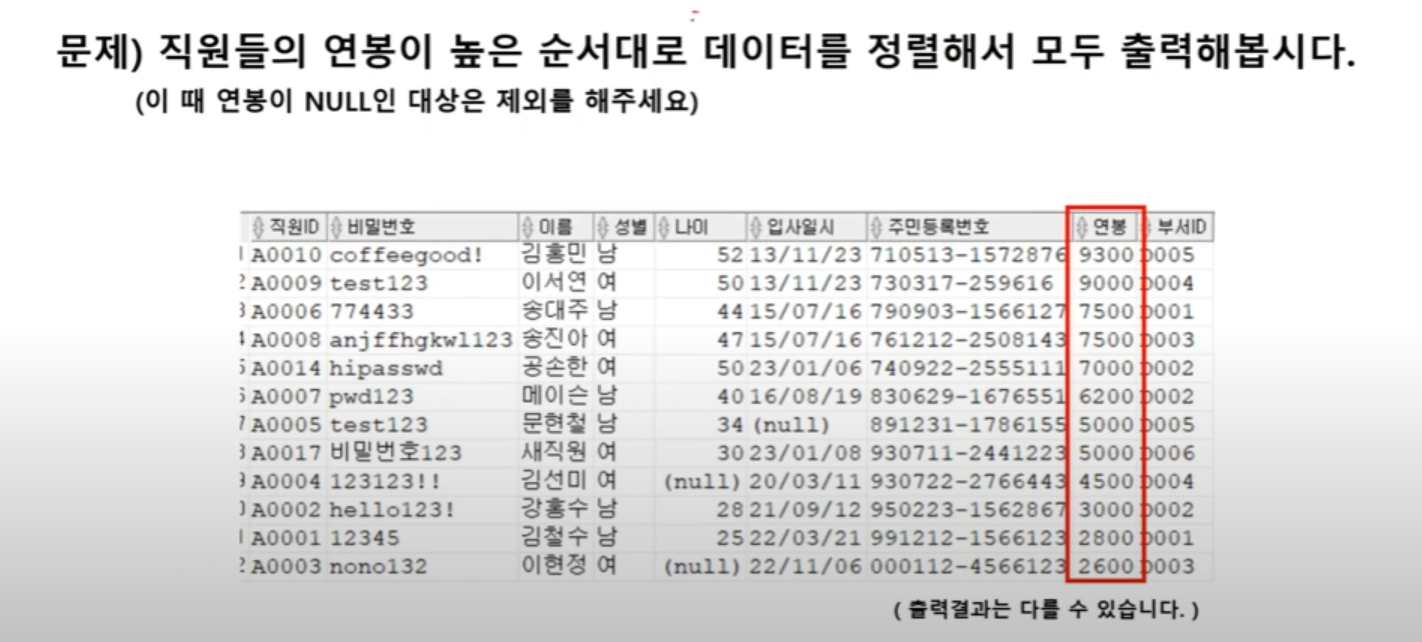 문제) 직원들의 연봉이 높은 순서대로 데이터를 정렬해서 모두 출력해봅시다.
(이 때 연봉이 NULL인 대상은 제외를 해주세요)
직원ID 비밀번호 이름 성별 나이 입사일시 주민등록번호 연봉 부서ID
A0010 coffeegood! 김홍민 남 52 13/11/23 710513-1572876 9300 D005
A0009 test123 이서연 여 50 13/11/23 730317-259616 9000 D004
A0006 774433 송대주 남 44 15/07/16 790903-1566127 7500 D001
A0008 anjffhgkwl123 송진아 여 47 15/07/16 761212-2508143 7500 D003
A0014 hipasswd 공손한 여 50 23/01/06 740922-2555111 7000 D002
A0007 pwd123 메이슨 남 40 16/08/19 830629-1676551 6200 D002
A0005 test123 문현철 남 34 (null) 891231-1786155 5000 D005
A0017 비밀번호123 새직원 여 30 23/01/08 930711-2441223 5000 D006
A0004 123123!! 김선미 여 (null) 20/03/11 930722-2766443 4500 D004
A0002 hello123! 강홍수 남 28 21/09/12 950223-1562867 3000 D002
A0001 12345 김철수 남 25 22/03/21 991212-1566123 2800 D001
A0003 nono132 이현정 여 (null) 22/11/06 000112-4566123 2600 D003
( 출력결과는 다를 수 있습니다. )